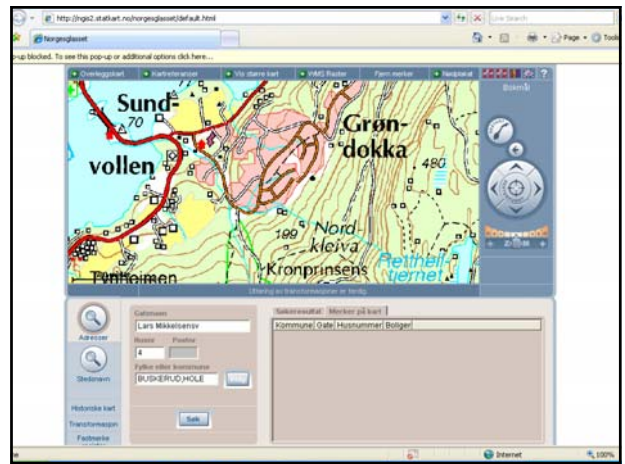 http://ngis2.statkart.no/norgesglasset/default.html
Live Search
Norgesglasset
Page
Tools
p-up blocked. To see this pop-up or additional options click here...
Overleggskart
Kartreferanser
Vis større kart
WMS Raster
Fjern merker
Nedplukk
?
Bokmål
Sund-
vollen
70
Grøn-
dokka
480
199
Nord-
kleiva
Kronprinsens
Retthell-
tjernet
Tyriheimen
Utføring av transformasjoner er ferdig.
Adresser
Stedsnavn
Historiske kart
Transformasjon
Fastmerke
Gatenavn
Lars Mikkelsensv
Husnr
Postnr
4
Fylke eller kommune
BUSKERUD,HOLE
Søk
Søkeresultat
Merker på kart
Kommune
Gate
Husnummer
Boliger
Internet
100%